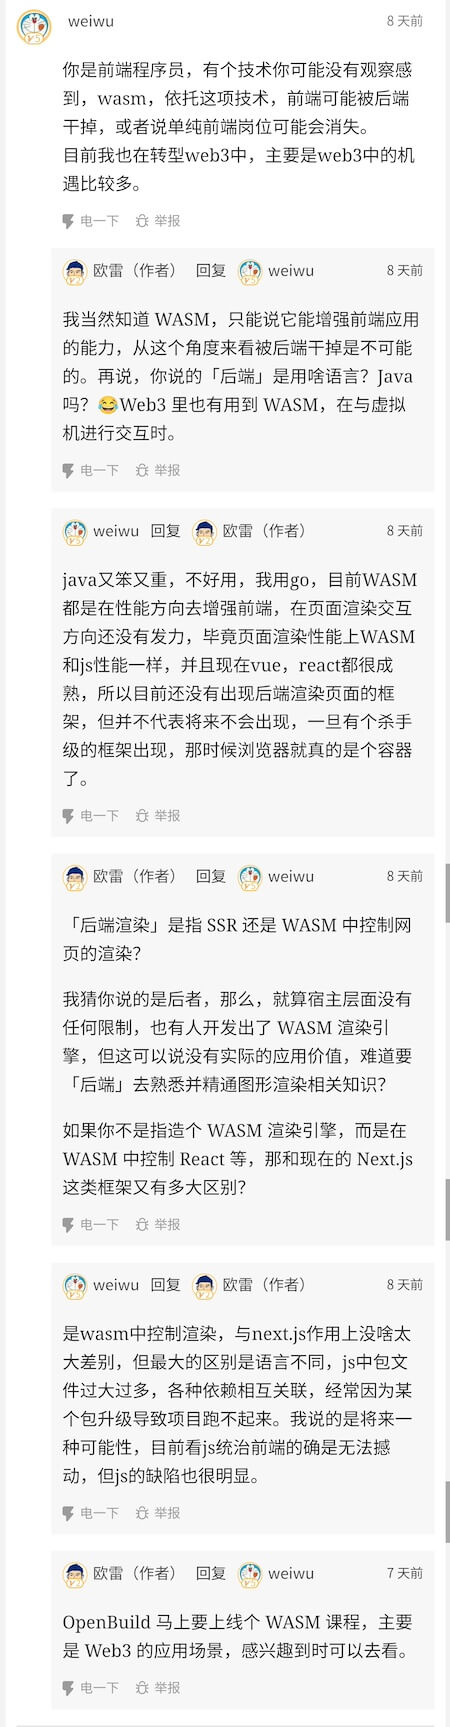 weiwu 8 天前
你是前端程序员，有个技术你可能没有观察感
到，wasm，依托这项技术，前端可能被后端
干掉，或者说单纯前端岗位可能会消失。
目前我也在转型web3中，主要是web3中的机
遇比较多。
电一下 举报
欧雷（作者） 回复 weiwu 8 天前
我当然知道 WASM，只能说它能增强前端应用
的能力，从这个角度来看被后端干掉是不可能
的。再说，你说的「后端」是用啥语言？Java
吗？😂Web3 里也有用到 WASM，在与虚拟
机进行交互时。
电一下 举报
weiwu 回复 欧雷（作者） 8 天前
java又笨又重，不好用，我用go，目前WASM
都是在性能方向去增强前端，在页面渲染交互
方向还没有发力，毕竟页面渲染性能上WASM
和js性能一样，并且现在vue，react都很成
熟，所以目前还没有出现后端渲染页面的框
架，但并不代表将来不会出现，一旦有个杀手
级的框架出现，那时候浏览器就真的是个容器
了。
电一下 举报
欧雷（作者） 回复 weiwu 8 天前
「后端渲染」是指 SSR 还是 WASM 中控制网
页的渲染？
我猜你说的是后者，那么，就算宿主层面没有
任何限制，也有人开发出了 WASM 渲染引
擎，但这可以说没有实际的应用价值，难道要
「后端」去熟悉并精通图形渲染相关知识？
如果你不是指造个 WASM 渲染引擎，而是在
WASM 中控制 React 等，那和现在的 Next.js
这类框架又有多大区别？
电一下 举报
weiwu 回复 欧雷（作者） 8 天前
是wasm中控制渲染，与next.js作用上没啥太
大差别，但最大的区别是语言不同，js中包文
件过大过多，各种依赖相互关联，经常因为某
个包升级导致项目跑不起来。我说的是将来一
种可能性，目前看js统治前端的确是无法撼
动，但js的缺陷也很明显。
电一下 举报
欧雷（作者） 回复 weiwu 7 天前
OpenBuild 马上要上线个 WASM 课程，主要
是 Web3 的应用场景，感兴趣到时可以去看。
电一下 举报